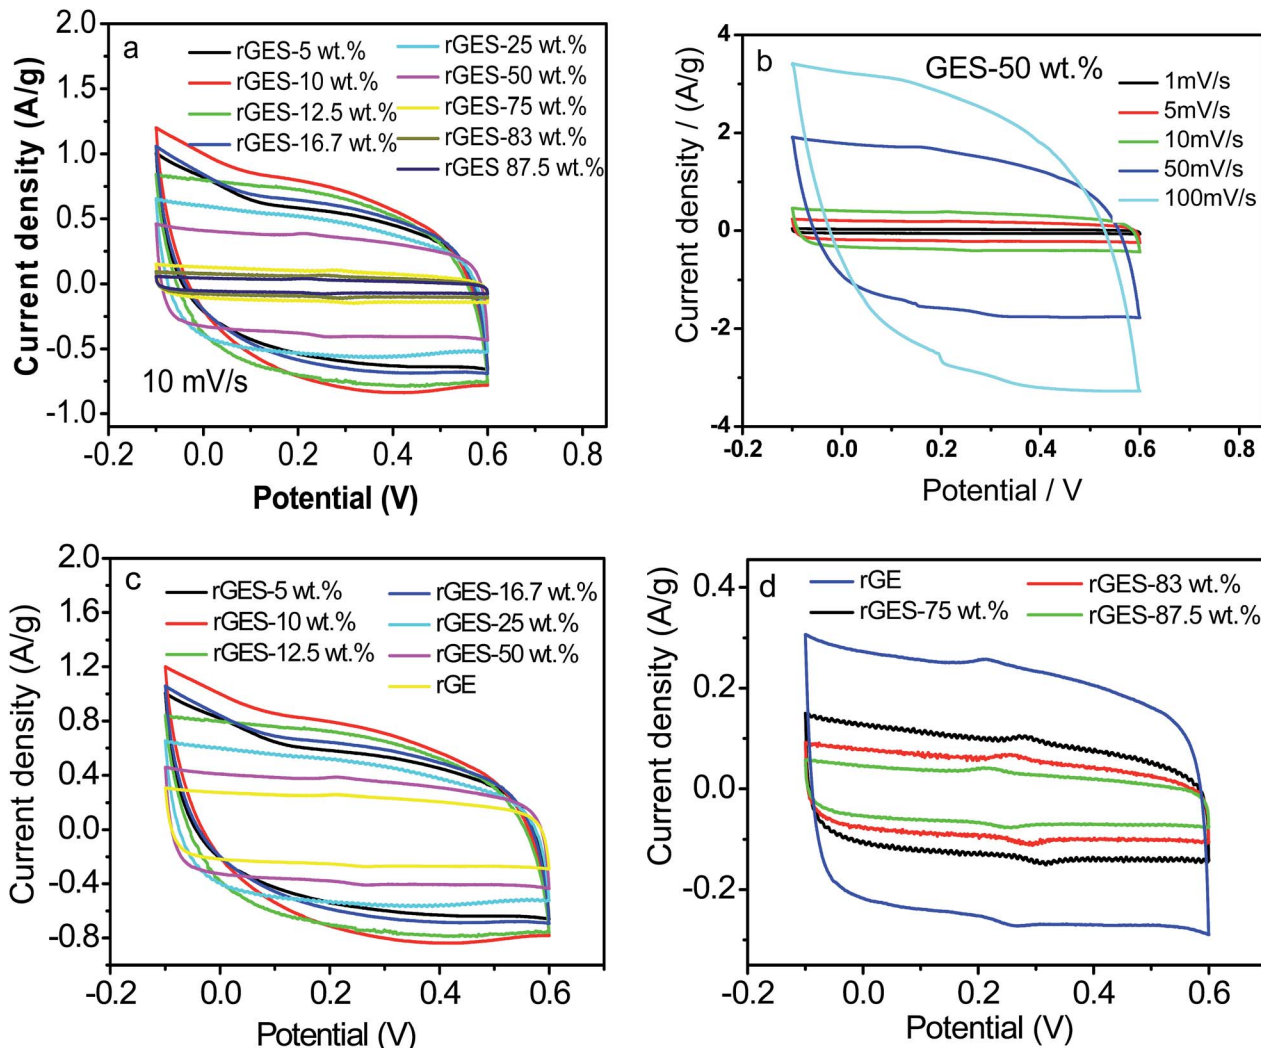 a
2.0
1.5
1.0
0.5
0.0
-0.5
-1.0
Current density (A/g)
rGES-5 wt.%
rGES-10 wt.%
rGES-12.5 wt.%
rGES-16.7 wt.%
rGES-25 wt.%
rGES-50 wt.%
rGES-75 wt.%
rGES-83 wt.%
rGES 87.5 wt.%
10 mV/s
-0.2 0.0 0.2 0.4 0.6 0.8
Potential (V)
b
GES-50 wt.%
4
2
0
-2
-4
Current density / (A/g)
1mV/s
5mV/s
10mV/s
50mV/s
100mV/s
-0.2 0.0 0.2 0.4 0.6 0.8
Potential / V
c
2.0
1.6
1.2
0.8
0.4
0.0
-0.4
-0.8
Current density (A/g)
rGES-5 wt.%
rGES-10 wt.%
rGES-12.5 wt.%
rGES-16.7 wt.%
rGES-25 wt.%
rGES-50 wt.%
rGE
-0.2 0.0 0.2 0.4 0.6
Potential (V)
d
0.4
0.2
0.0
-0.2
Current density (A/g)
rGE
rGES-75 wt.%
rGES-83 wt.%
rGES-87.5 wt.%
-0.2 0.0 0.2 0.4 0.6
Potential (V)